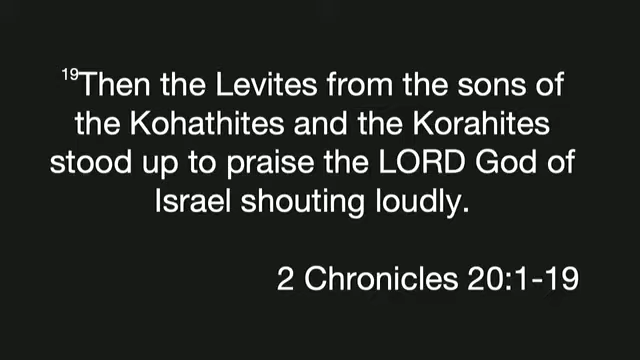 19Then the Levites from the sons of
the Kohathites and the Korahites
stood up to praise the LORD God of
Israel shouting loudly.
2 Chronicles 20:1-19